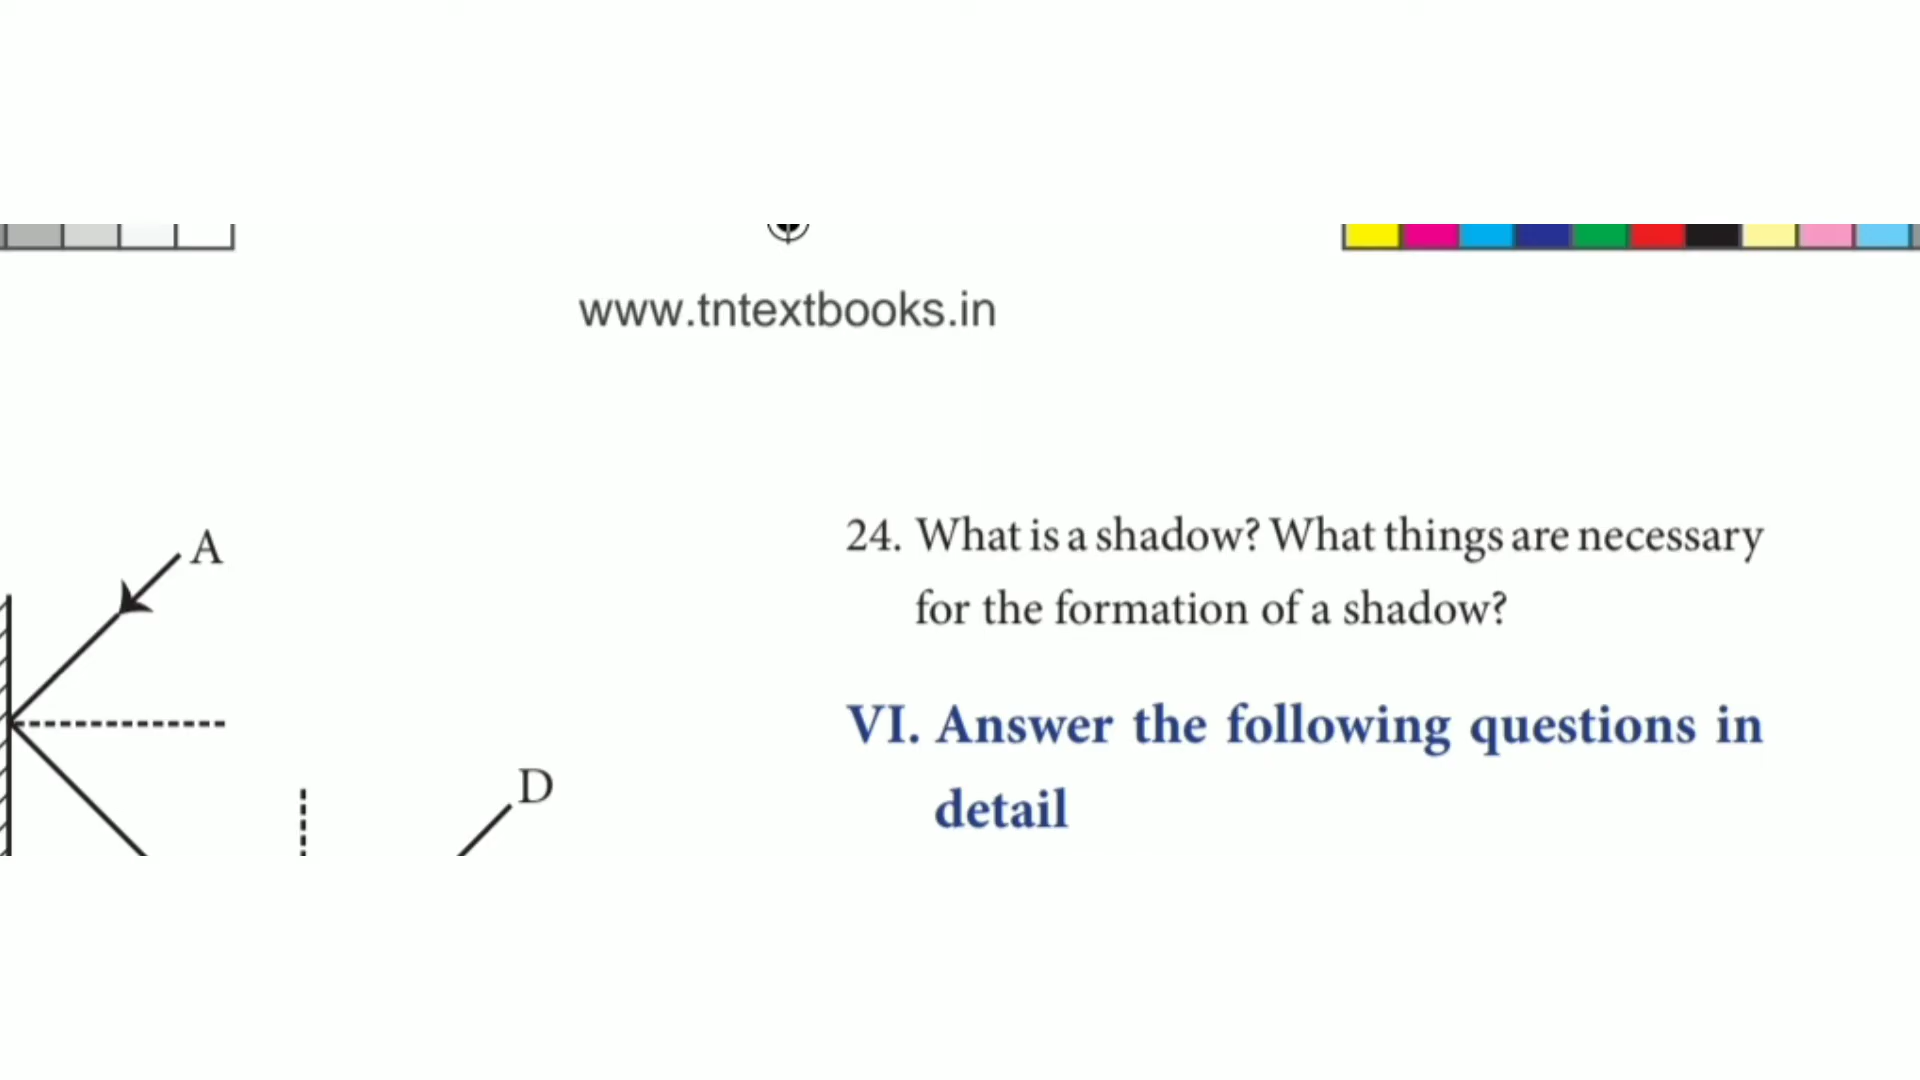 www.tntextbooks.in
A
D
24. What is a shadow? What things are necessary
for the formation of a shadow?
VI. Answer the following questions in
detail